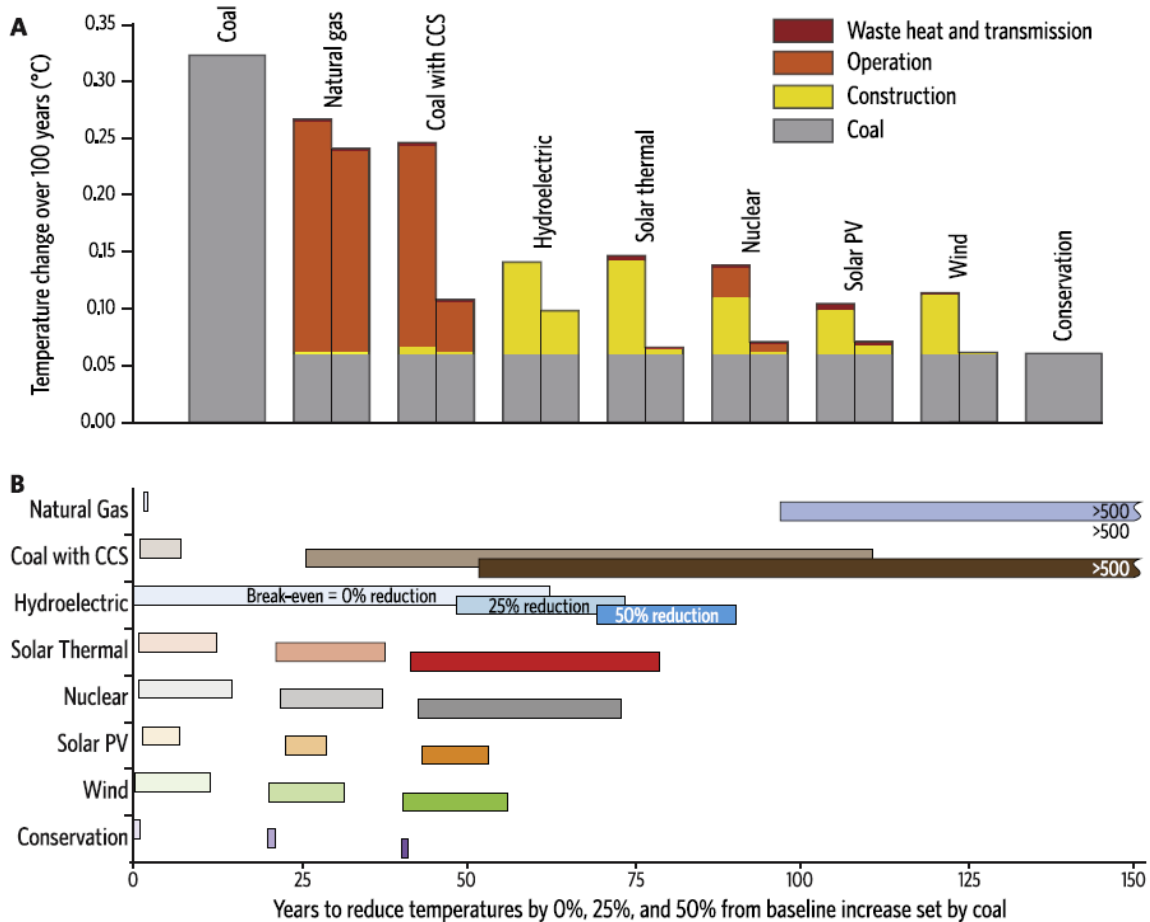 A
Temperature change over 100 years (°C)
0.35
0.30
0.25
0.20
0.15
0.10
0.05
0.00
Coal
Natural gas
Coal with CCS
Hydroelectric
Solar thermal
Nuclear
Solar PV
Wind
Conservation
Waste heat and transmission
Operation
Construction
Coal
B
Natural Gas
>500
>500
Coal with CCS
>500
Hydroelectric
Break-even = 0% reduction
25% reduction
50% reduction
Solar Thermal
Nuclear
Solar PV
Wind
Conservation
0
25
50
75
100
125
150
Years to reduce temperatures by 0%, 25%, and 50% from baseline increase set by coal